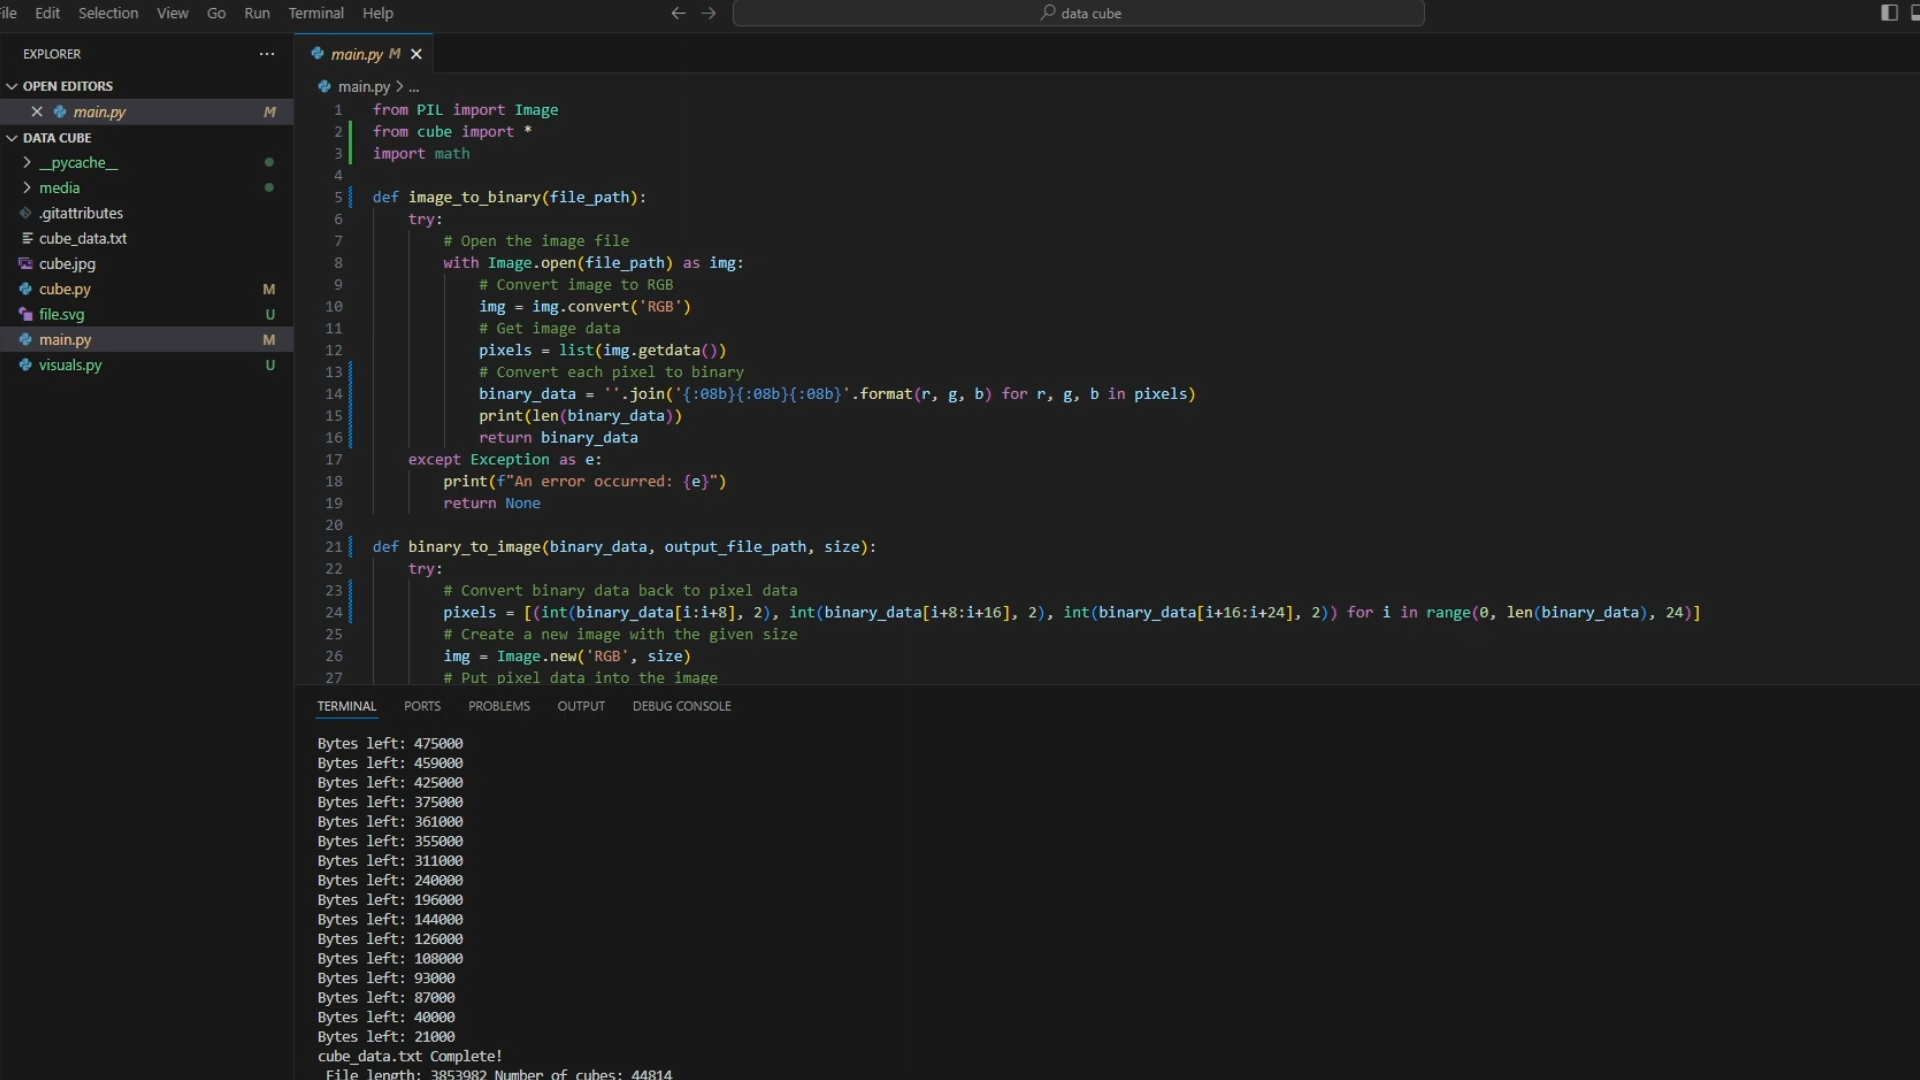 File Edit Selection View Go Run Terminal Help
data cube
EXPLORER
OPEN EDITORS
main.py M
DATA CUBE
__pycache__
media
.gitattributes
cube_data.txt
cube.jpg
cube.py M
file.svg U
main.py M
visuals.py U
main.py M
main.py > ...
1 from PIL import Image
2 from cube import *
3 import math
4
5 def image_to_binary(file_path):
6 try:
7 # Open the image file
8 with Image.open(file_path) as img:
9 # Convert image to RGB
10 img = img.convert('RGB')
11 # Get image data
12 pixels = list(img.getdata())
13 # Convert each pixel to binary
14 binary_data = ''.join('{:08b}{:08b}{:08b}'.format(r, g, b) for r, g, b in pixels)
15 print(len(binary_data))
16 return binary_data
17 except Exception as e:
18 print(f"An error occurred: {e}")
19 return None
20
21 def binary_to_image(binary_data, output_file_path, size):
22 try:
23 # Convert binary data back to pixel data
24 pixels = [(int(binary_data[i:i+8], 2), int(binary_data[i+8:i+16], 2), int(binary_data[i+16:i+24], 2)) for i in range(0, len(binary_data), 24)]
25 # Create a new image with the given size
26 img = Image.new('RGB', size)
27 # Put pixel data into the image
TERMINAL PORTS PROBLEMS OUTPUT DEBUG CONSOLE
Bytes left: 475000
Bytes left: 459000
Bytes left: 425000
Bytes left: 375000
Bytes left: 361000
Bytes left: 355000
Bytes left: 311000
Bytes left: 240000
Bytes left: 196000
Bytes left: 144000
Bytes left: 126000
Bytes left: 108000
Bytes left: 93000
Bytes left: 87000
Bytes left: 40000
Bytes left: 21000
cube_data.txt Complete!
File length: 3853982 Number of cubes: 44814